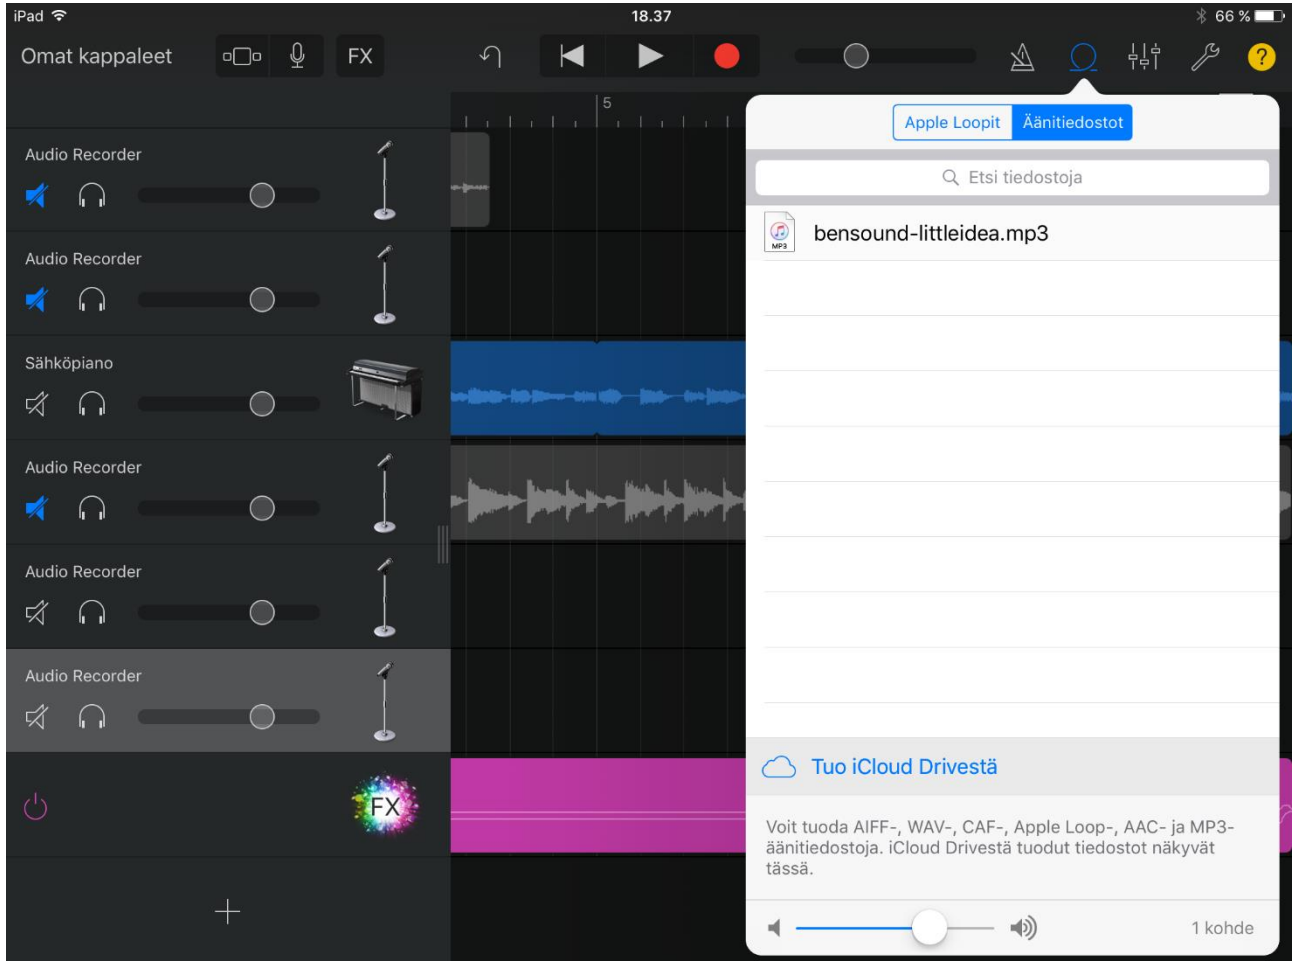 iPad 18.37 66 %
Omat kappaleet FX ?
5
Apple Loopit Äänitiedostot
Etsi tiedostoja
MP3 bensound-littleidea.mp3
Audio Recorder
Audio Recorder
Sähköpiano
Audio Recorder
Audio Recorder
Audio Recorder
FX
Tuo iCloud Drivestä
Voit tuoda AIFF-, WAV-, CAF-, Apple Loop-, AAC- ja MP3-
äänitiedostoja. iCloud Drivestä tuodut tiedostot näkyvät
tässä.
1 kohde